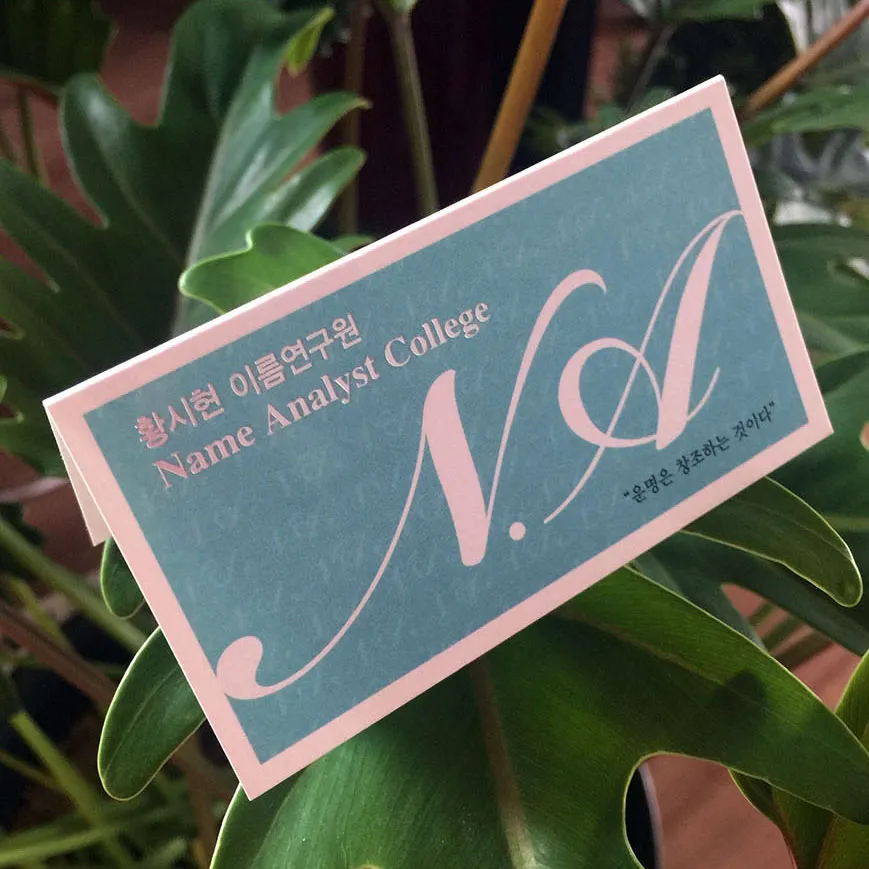 황시현 이름연구원
Name Analyst College
N.A
"운명은 창조하는 것이다"